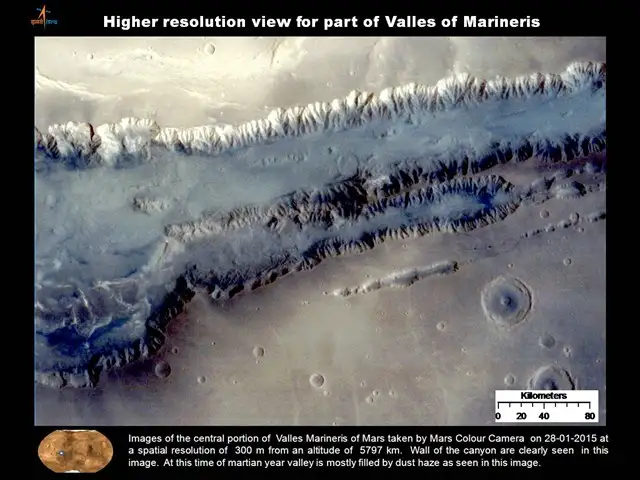 Higher resolution view for part of Valles of Marineris
इसरो isro
Kilometers
0 20 40 80
Images of the central portion of Valles Marineris of Mars taken by Mars Colour Camera on 28-01-2015 at
a spatial resolution of 300 m from an altitude of 5797 km. Wall of the canyon are clearly seen in this
image. At this time of martian year valley is mostly filled by dust haze as seen in this image.